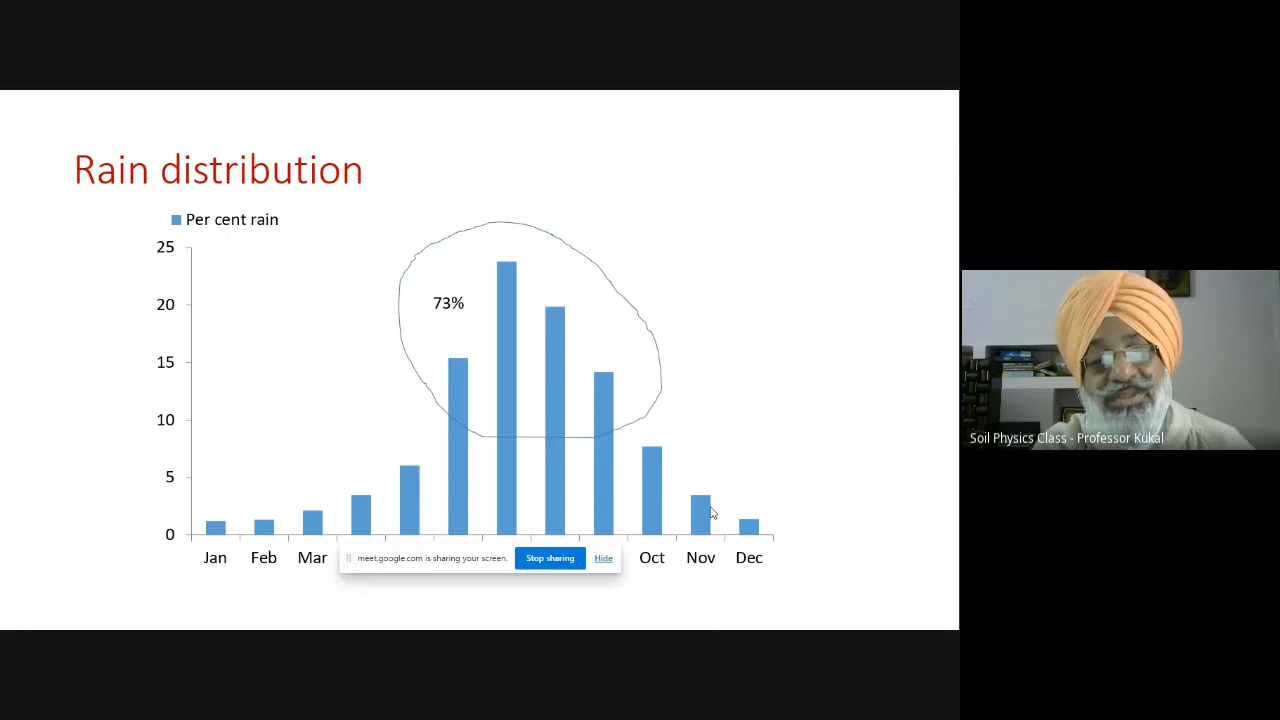 Rain distribution
Per cent rain
25
20
15
10
5
0
73%
Jan Feb Mar Oct Nov Dec
meet.google.com is sharing your screen. Stop sharing Hide
Soil Physics Class - Professor Kukal